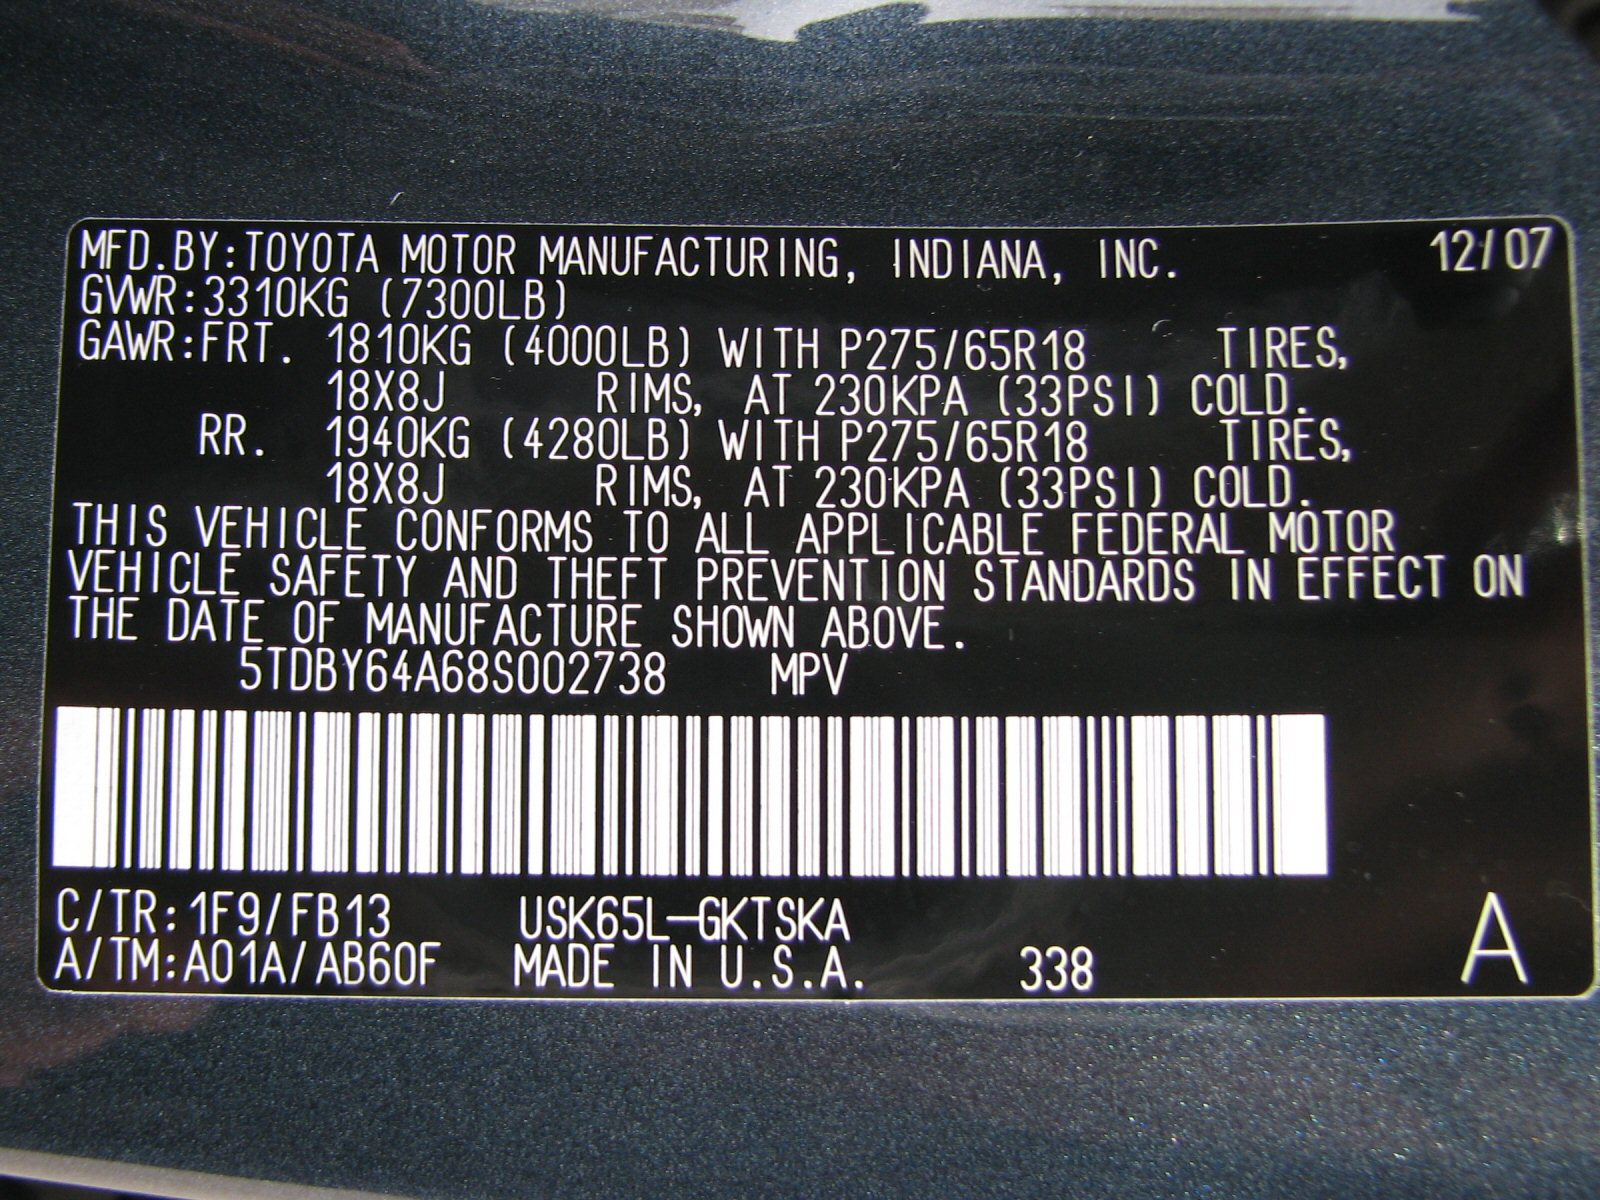 MFD.BY:TOYOTA MOTOR MANUFACTURING, INDIANA, INC. 12/07
GVWR:3310KG (7300LB)
GAWR:FRT. 1810KG (4000LB) WITH P275/65R18 TIRES,
18X8J RIMS, AT 230KPA (33PSI) COLD.
RR. 1940KG (4280LB) WITH P275/65R18 TIRES,
18X8J RIMS, AT 230KPA (33PSI) COLD.
THIS VEHICLE CONFORMS TO ALL APPLICABLE FEDERAL MOTOR
VEHICLE SAFETY AND THEFT PREVENTION STANDARDS IN EFFECT ON
THE DATE OF MANUFACTURE SHOWN ABOVE.
5TDBY64A68S002738 MPV
C/TR:1F9/FB13 USK65L-GKTSKA
A/TM:A01A/AB60F MADE IN U.S.A. 338 A